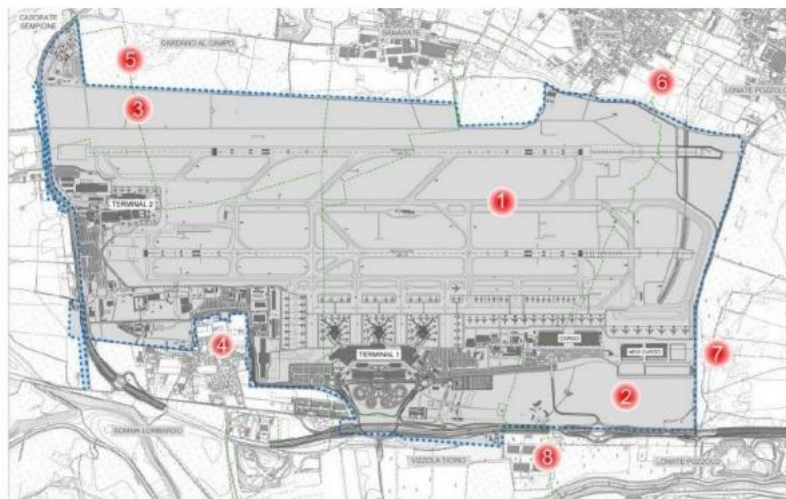 CASORATE
SEMPIONE
CARDANO AL CAMPO
SAMARATE
FERNO
LONATE POZZOLO
5
3
6
1
TERMINAL 2
4
CARGO
NEW CARGO
TERMINAL 1
7
2
SOMMA LOMBARDO
VIZZOLA TICINO
8
LONATE POZZOLO